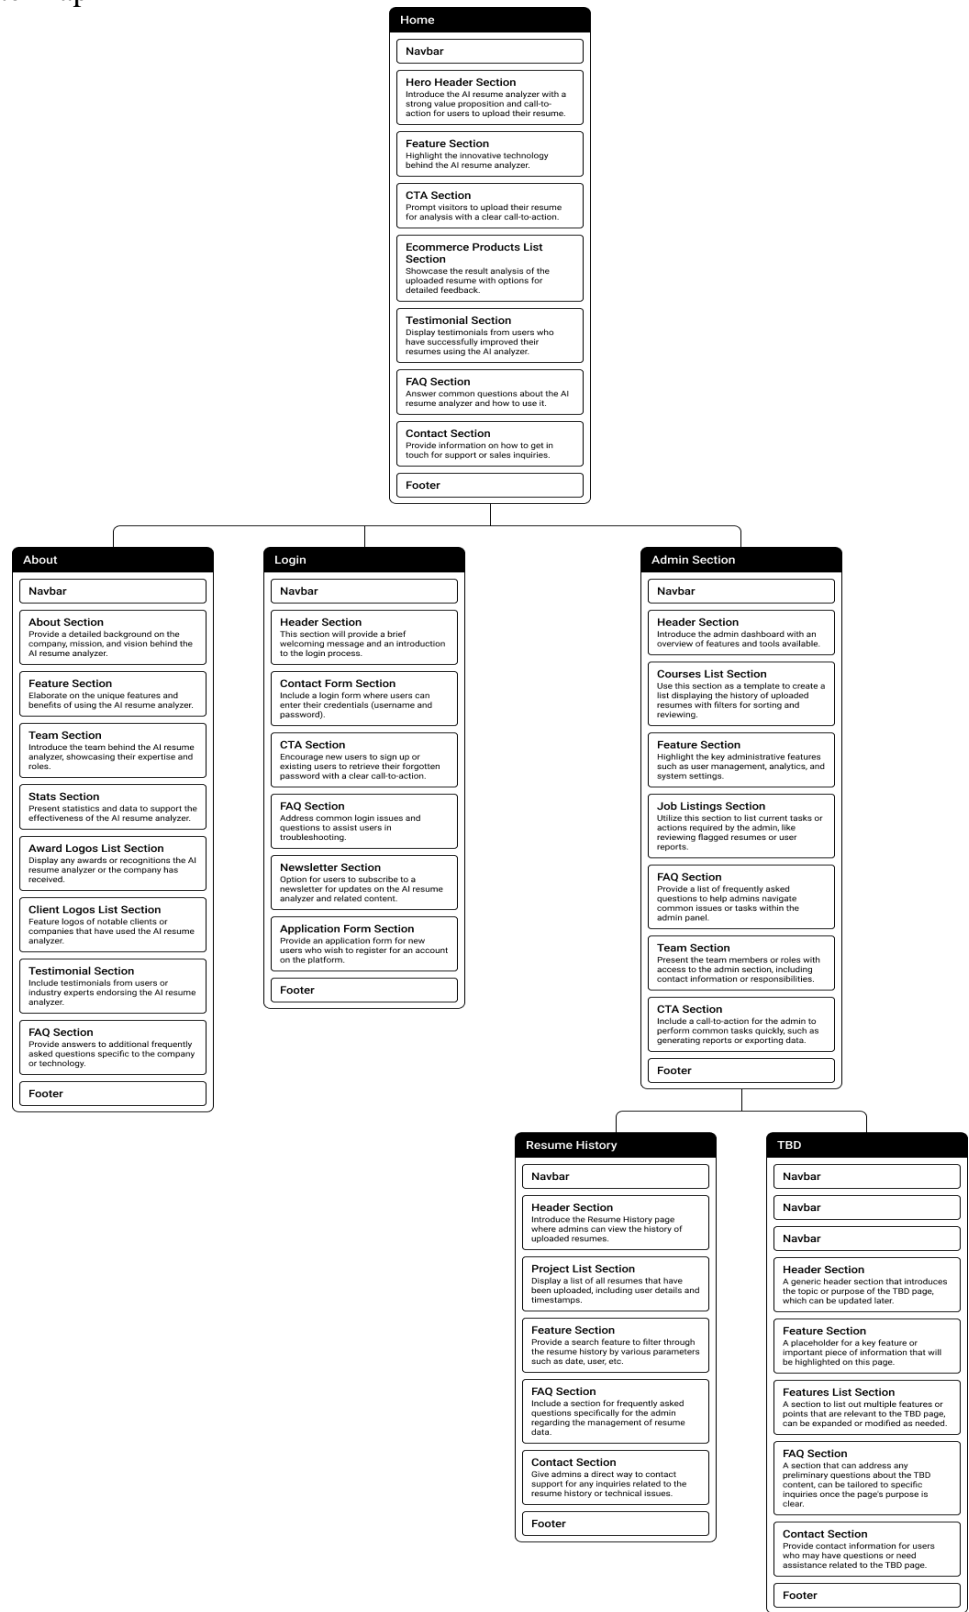 Home
Navbar
Hero Header Section
Introduce the AI resume analyzer with a
strong value proposition and call-to-
action for users to upload their resume.
Feature Section
Highlight the innovative technology
behind the AI resume analyzer.
CTA Section
Prompt visitors to upload their resume
for analysis with a clear call-to-action.
Ecommerce Products List
Section
Showcase the result analysis of the
uploaded resume with options for
detailed feedback.
Testimonial Section
Display testimonials from users who
have successfully improved their
resumes using the AI analyzer.
FAQ Section
Answer common questions about the AI
resume analyzer and how to use it.
Contact Section
Provide information on how to get in
touch for support or sales inquiries.
Footer
About
Navbar
About Section
Provide a detailed background on the
company, mission, and vision behind the
AI resume analyzer.
Feature Section
Elaborate on the unique features and
benefits of using the AI resume analyzer.
Team Section
Introduce the team behind the AI resume
analyzer, showcasing their expertise and
roles.
Stats Section
Present statistics and data to support the
effectiveness of the AI resume analyzer.
Award Logos List Section
Display any awards or recognitions the AI
resume analyzer or the company has
received.
Client Logos List Section
Feature logos of notable clients or
companies that have used the AI resume
analyzer.
Testimonial Section
Include testimonials from users or
industry experts endorsing the AI resume
analyzer.
FAQ Section
Provide answers to additional frequently
asked questions specific to the company
or technology.
Footer
Login
Navbar
Header Section
This section will provide a brief
welcoming message and an introduction
to the login process.
Contact Form Section
Include a login form where users can
enter their credentials (username and
password).
CTA Section
Encourage new users to sign up or
existing users to retrieve their forgotten
password with a clear call-to-action.
FAQ Section
Address common login issues and
questions to assist users in
troubleshooting.
Newsletter Section
Option for users to subscribe to a
newsletter for updates on the AI resume
analyzer and related content.
Application Form Section
Provide an application form for new
users who wish to register for an account
on the platform.
Footer
Admin Section
Navbar
Header Section
Introduce the admin dashboard with an
overview of features and tools available.
Courses List Section
Use this section as a template to create a
list displaying the history of uploaded
resumes with filters for sorting and
reviewing.
Feature Section
Highlight the key administrative features
such as user management, analytics, and
system settings.
Job Listings Section
Utilize this section to list current tasks or
actions required by the admin, like
reviewing flagged resumes or user
reports.
FAQ Section
Provide a list of frequently asked
questions to help admins navigate
common issues or tasks within the
admin panel.
Team Section
Present the team members or roles with
access to the admin section, including
contact information or responsibilities.
CTA Section
Include a call-to-action for the admin to
perform common tasks quickly, such as
generating reports or exporting data.
Footer
Resume History
Navbar
Header Section
Introduce the Resume History page
where admins can view the history of
uploaded resumes.
Project List Section
Display a list of all resumes that have
been uploaded, including user details and
timestamps.
Feature Section
Provide a search feature to filter through
the resume history by various parameters
such as date, user, etc.
FAQ Section
Include a section for frequently asked
questions specifically for the admin
regarding the management of resume
data.
Contact Section
Give admins a direct way to contact
support for any inquiries related to the
resume history or technical issues.
Footer
TBD
Navbar
Navbar
Navbar
Header Section
A generic header section that introduces
the topic or purpose of the TBD page,
which can be updated later.
Feature Section
A placeholder for a key feature or
important piece of information that will
be highlighted on this page.
Features List Section
A section to list out multiple features or
points that are relevant to the TBD page,
can be expanded or modified as needed.
FAQ Section
A section that can address any
preliminary questions about the TBD
content, can be tailored to specific
inquiries once the page's purpose is
clear.
Contact Section
Provide contact information for users
who may have questions or need
assistance related to the TBD page.
Footer